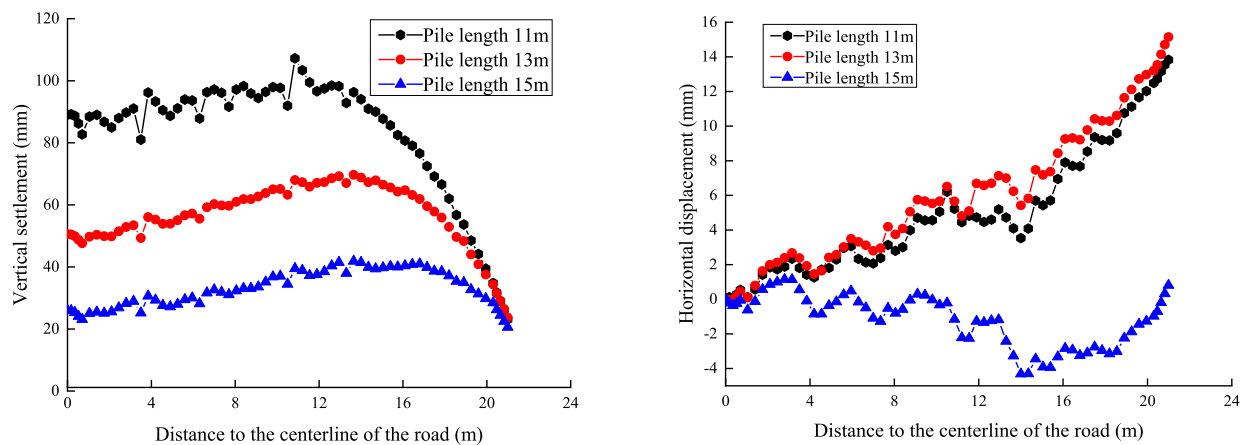 120
100
80
60
40
20
0
Vertical settlement (mm)
Pile length 11m
Pile length 13m
Pile length 15m
0 4 8 12 16 20 24
Distance to the centerline of the road (m)
16
14
12
10
8
6
4
2
0
-2
-4
Horizontal displacement (mm)
Pile length 11m
Pile length 13m
Pile length 15m
0 4 8 12 16 20 24
Distance to the centerline of the road (m)